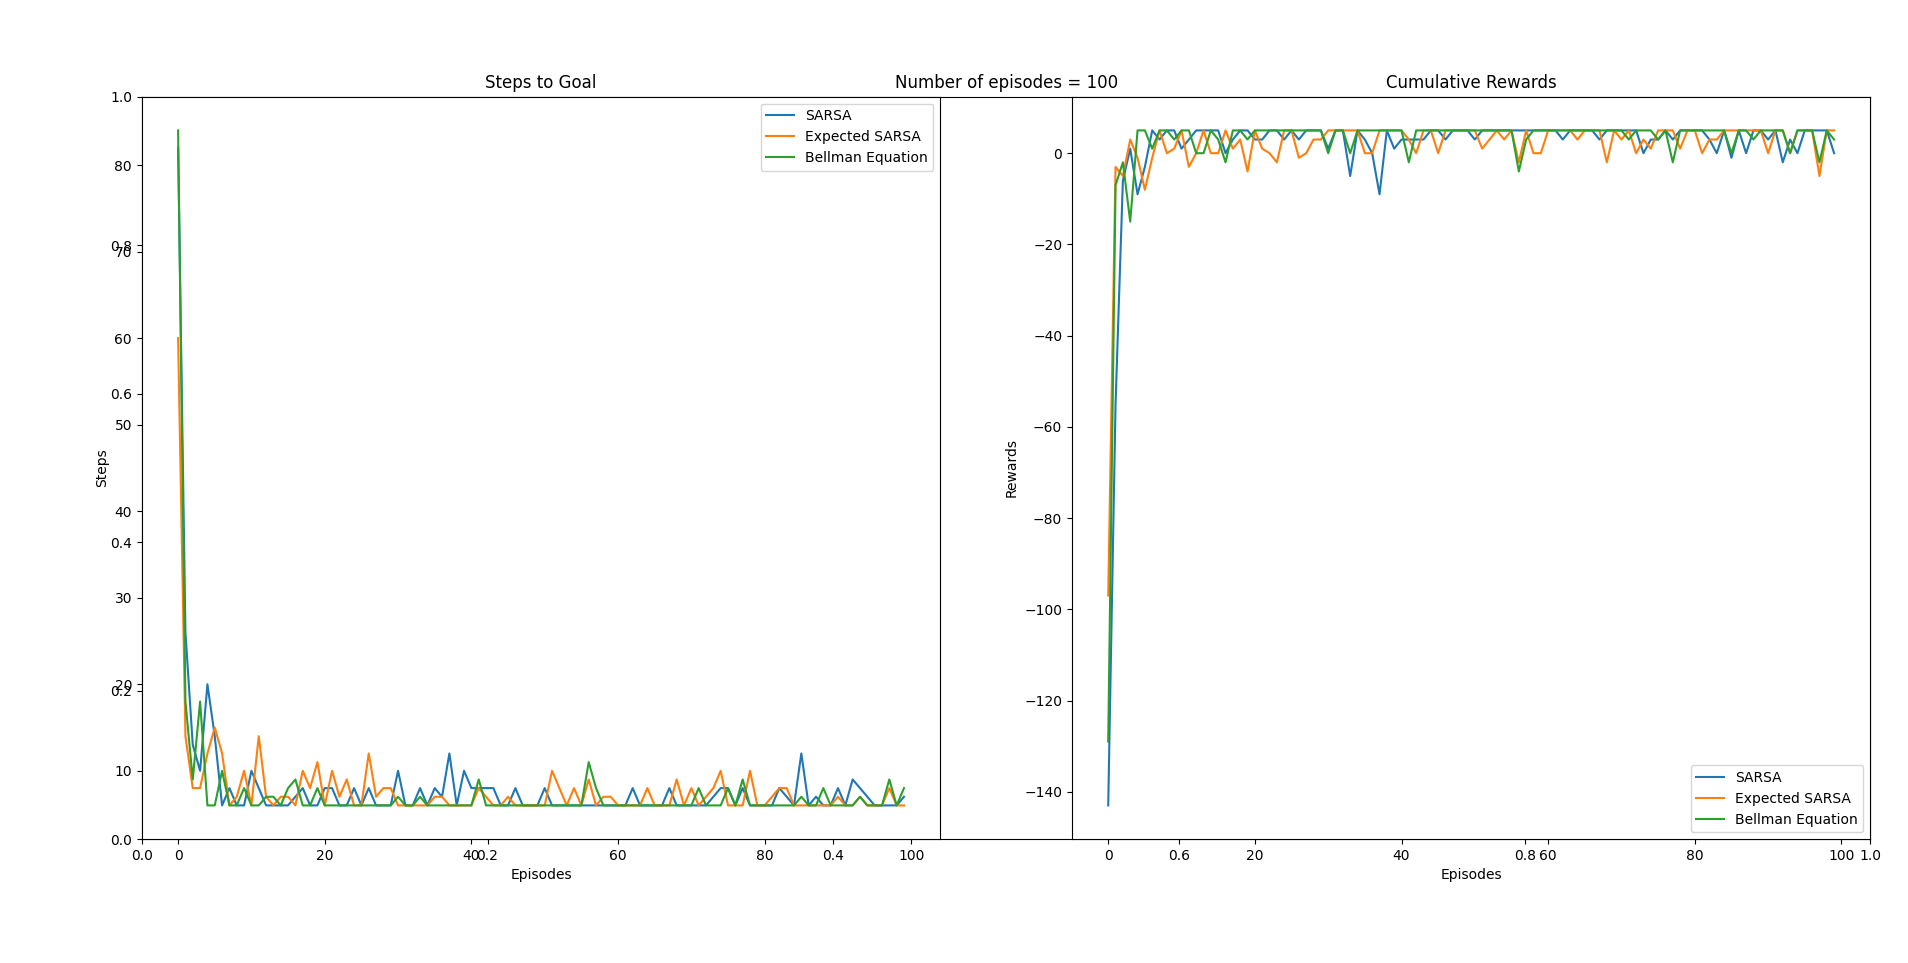 Steps to Goal
Number of episodes = 100
Cumulative Rewards
1.0
80
0.8
70
60
0.6
50
40
0.4
30
20
0.2
10
0.0
Steps
SARSA
Expected SARSA
Bellman Equation
0.0 0 20 40 0.2 60 80 0.4 100
Episodes
0
−20
−40
−60
−80
−100
−120
−140
Rewards
SARSA
Expected SARSA
Bellman Equation
0 0.6 20 40 0.8 60 80 100 1.0
Episodes